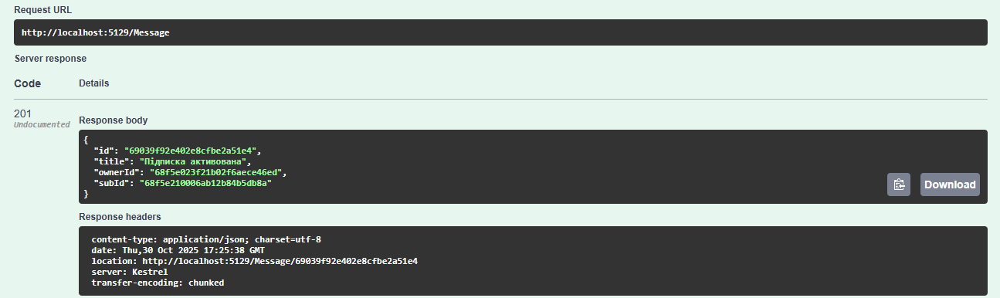 Request URL
http://localhost:5129/Message
Server response
Code Details
201
Undocumented
Response body
{
"id": "69039f92e402e8cfbe2a51e4",
"title": "Підписка активована",
"ownerId": "68f5e023f21b02f6aece46ed",
"subId": "68f5e210006ab12b84b5db8a"
}
Download
Response headers
content-type: application/json; charset=utf-8
date: Thu,30 Oct 2025 17:25:38 GMT
location: http://localhost:5129/Message/69039f92e402e8cfbe2a51e4
server: Kestrel
transfer-encoding: chunked